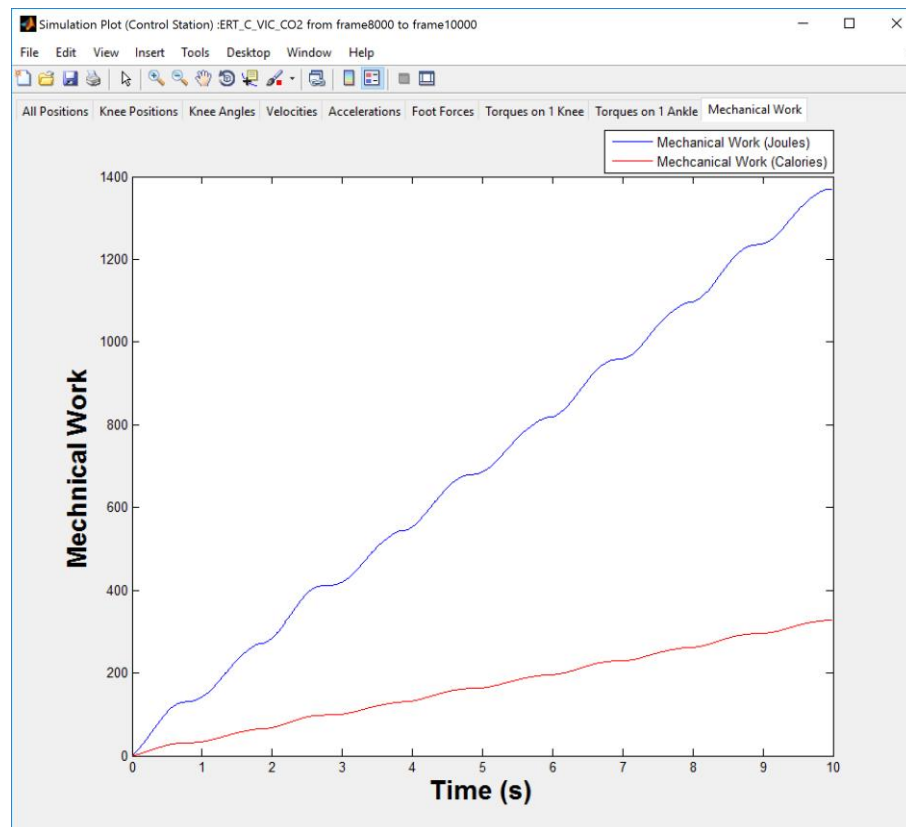 Simulation Plot (Control Station) :ERT_C_VIC_CO2 from frame8000 to frame10000
File Edit View Insert Tools Desktop Window Help
All Positions Knee Positions Knee Angles Velocities Accelerations Foot Forces Torques on 1 Knee Torques on 1 Ankle Mechanical Work
Mechanical Work (Joules)
Mechcanical Work (Calories)
1400
1200
1000
800
600
400
200
0
Mechnical Work
0 1 2 3 4 5 6 7 8 9 10
Time (s)